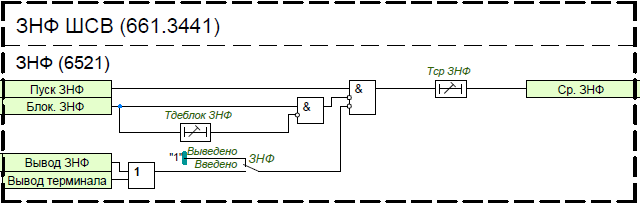 ЗНФ ШСВ (661.3441)
ЗНФ (6521)
Пуск ЗНФ
Блок. ЗНФ
&
&
Тср ЗНФ
Ср. ЗНФ
Тдеблок ЗНФ
"1"
Выведено
Введено
ЗНФ
Вывод ЗНФ
Вывод терминала
1